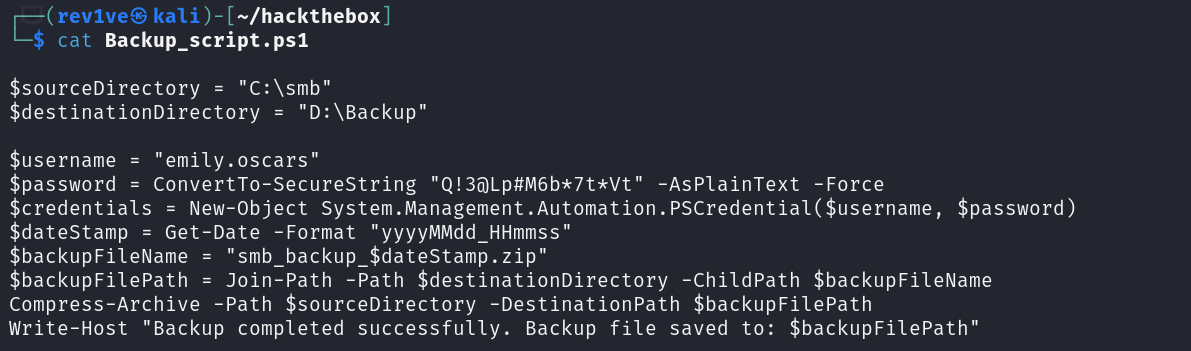 ┌──(rev1ve㉿kali)-[~/hackthebox]
└─$ cat Backup_script.ps1
$sourceDirectory = "C:\smb"
$destinationDirectory = "D:\Backup"
$username = "emily.oscars"
$password = ConvertTo-SecureString "Q!3@Lp#M6b*7t*Vt" -AsPlainText -Force
$credentials = New-Object System.Management.Automation.PSCredential($username, $password)
$dateStamp = Get-Date -Format "yyyyMMdd_HHmmss"
$backupFileName = "smb_backup_$dateStamp.zip"
$backupFilePath = Join-Path -Path $destinationDirectory -ChildPath $backupFileName
Compress-Archive -Path $sourceDirectory -DestinationPath $backupFilePath
Write-Host "Backup completed successfully. Backup file saved to: $backupFilePath"